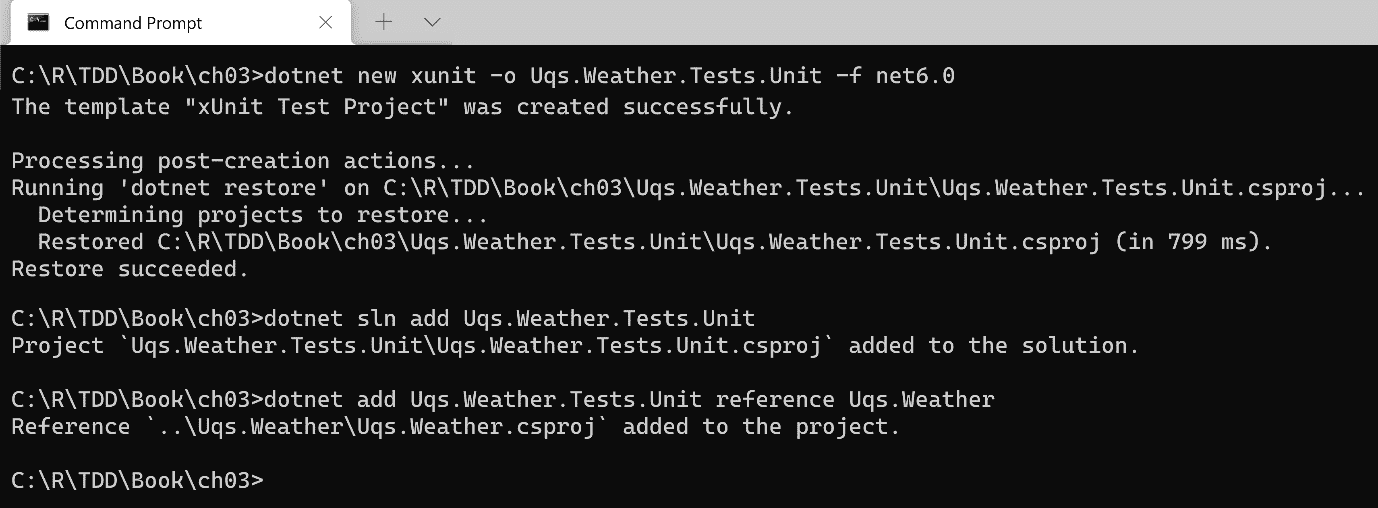 Command Prompt
C:\R\TDD\Book\ch03>dotnet new xunit -o Uqs.Weather.Tests.Unit -f net6.0
The template "xUnit Test Project" was created successfully.
Processing post-creation actions...
Running 'dotnet restore' on C:\R\TDD\Book\ch03\Uqs.Weather.Tests.Unit\Uqs.Weather.Tests.Unit.csproj...
  Determining projects to restore...
  Restored C:\R\TDD\Book\ch03\Uqs.Weather.Tests.Unit\Uqs.Weather.Tests.Unit.csproj (in 799 ms).
Restore succeeded.
C:\R\TDD\Book\ch03>dotnet sln add Uqs.Weather.Tests.Unit
Project `Uqs.Weather.Tests.Unit\Uqs.Weather.Tests.Unit.csproj` added to the solution.
C:\R\TDD\Book\ch03>dotnet add Uqs.Weather.Tests.Unit reference Uqs.Weather
Reference `..\Uqs.Weather\Uqs.Weather.csproj` added to the project.
C:\R\TDD\Book\ch03>